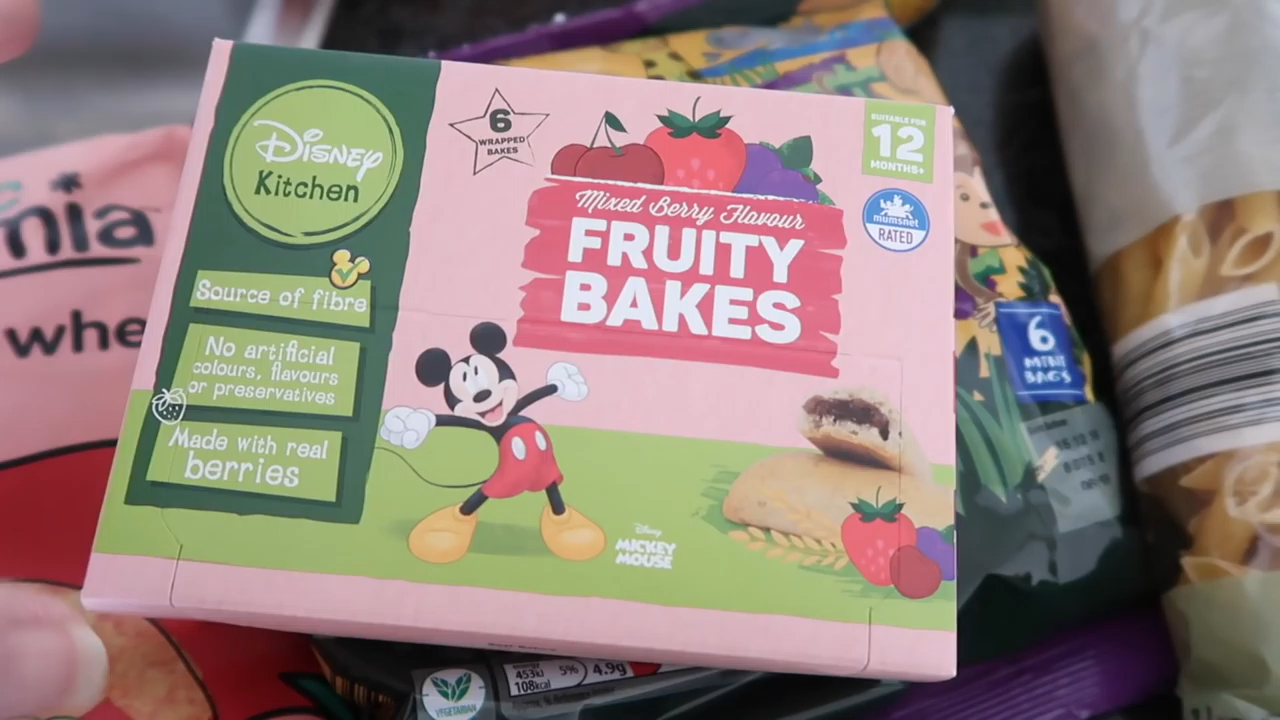 Disney
Kitchen
Source of fibre
No artificial
colours, flavours
or preservatives
Made with real
berries
6
WRAPPED
BAKES
Mixed Berry Flavour
FRUITY
BAKES
SUITABLE FOR
12
MONTHS+
mumsnet
RATED
Disney
MICKEY
MOUSE
nia
whe
6
MINI
BAGS
VEGETARIAN
energy
453kJ
108kcal
5%
4.9g